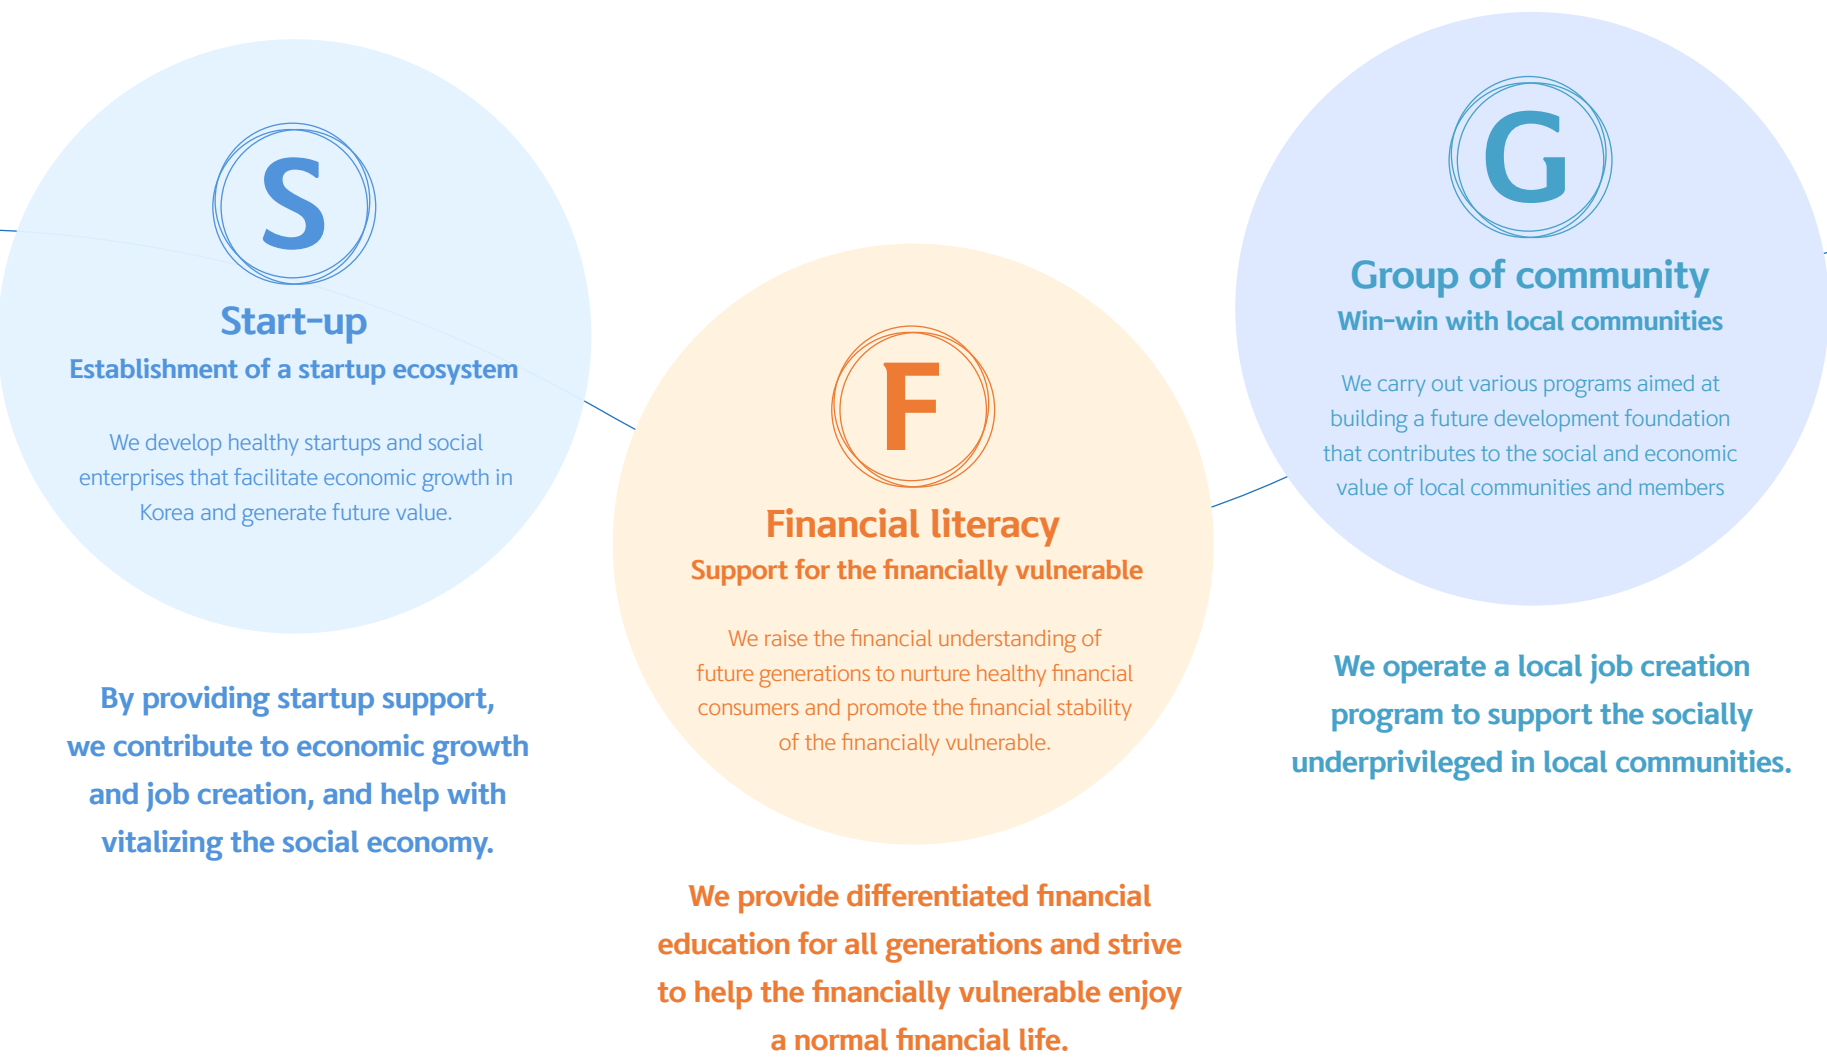 S
Start-up
Establishment of a startup ecosystem
We develop healthy startups and social
enterprises that facilitate economic growth in
Korea and generate future value.
By providing startup support,
we contribute to economic growth
and job creation, and help with
vitalizing the social economy.
F
Financial literacy
Support for the financially vulnerable
We raise the financial understanding of
future generations to nurture healthy financial
consumers and promote the financial stability
of the financially vulnerable.
We provide differentiated financial
education for all generations and strive
to help the financially vulnerable enjoy
a normal financial life.
G
Group of community
Win-win with local communities
We carry out various programs aimed at
building a future development foundation
that contributes to the social and economic
value of local communities and members
We operate a local job creation
program to support the socially
underprivileged in local communities.